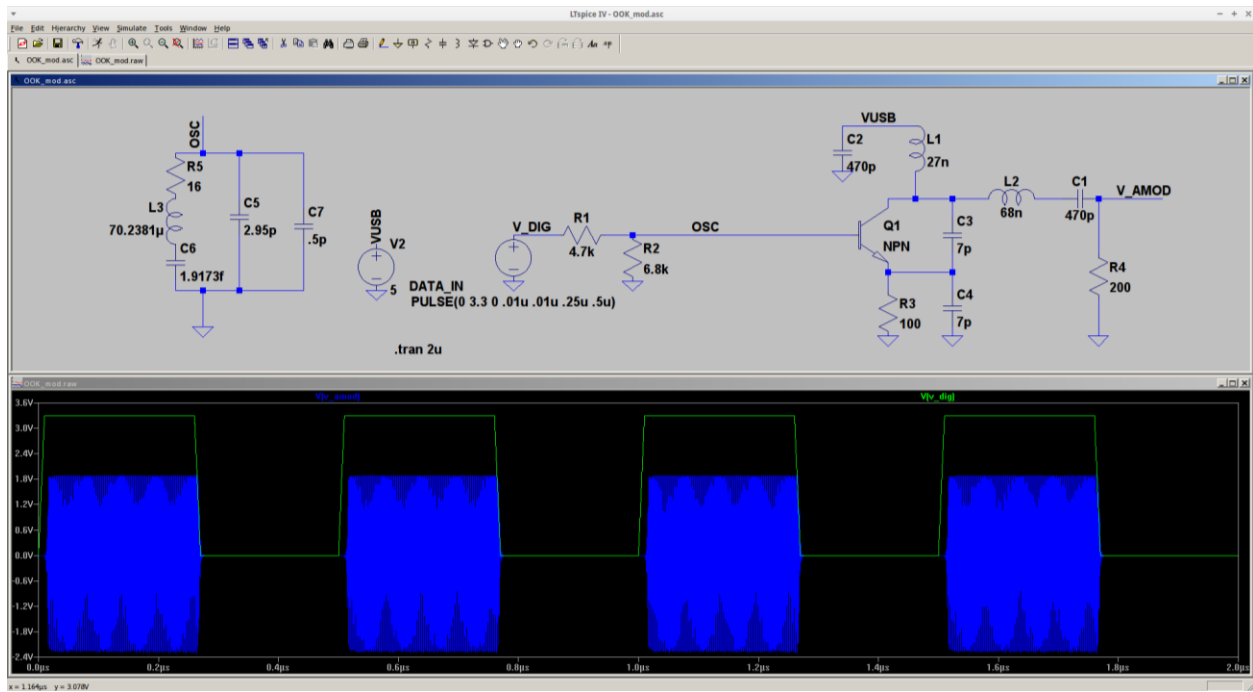 LTspice IV - OOK_mod.asc
File Edit Hierarchy View Simulate Tools Window Help
OOK_mod.asc OOK_mod.raw
OOK_mod.asc
OSC
R5
16
L3
70.2381µ
C6
1.9173f
C5
2.95p
C7
.5p
VUSB
V2
5
V_DIG
R1
4.7k
R2
6.8k
OSC
DATA_IN
PULSE(0 3.3 0 .01u .01u .25u .5u)
.tran 2u
VUSB
C2
470p
L1
27n
Q1
NPN
C3
7p
R3
100
C4
7p
L2
68n
C1
470p
V_AMOD
R4
200
OOK_mod.raw
V(v_amod) V(v_dig)
3.6V
3.0V
2.4V
1.8V
1.2V
0.6V
0.0V
-0.6V
-1.2V
-1.8V
-2.4V
0.0µs 0.2µs 0.4µs 0.6µs 0.8µs 1.0µs 1.2µs 1.4µs 1.6µs 1.8µs 2.0µs
x = 1.164µs y = 3.078V